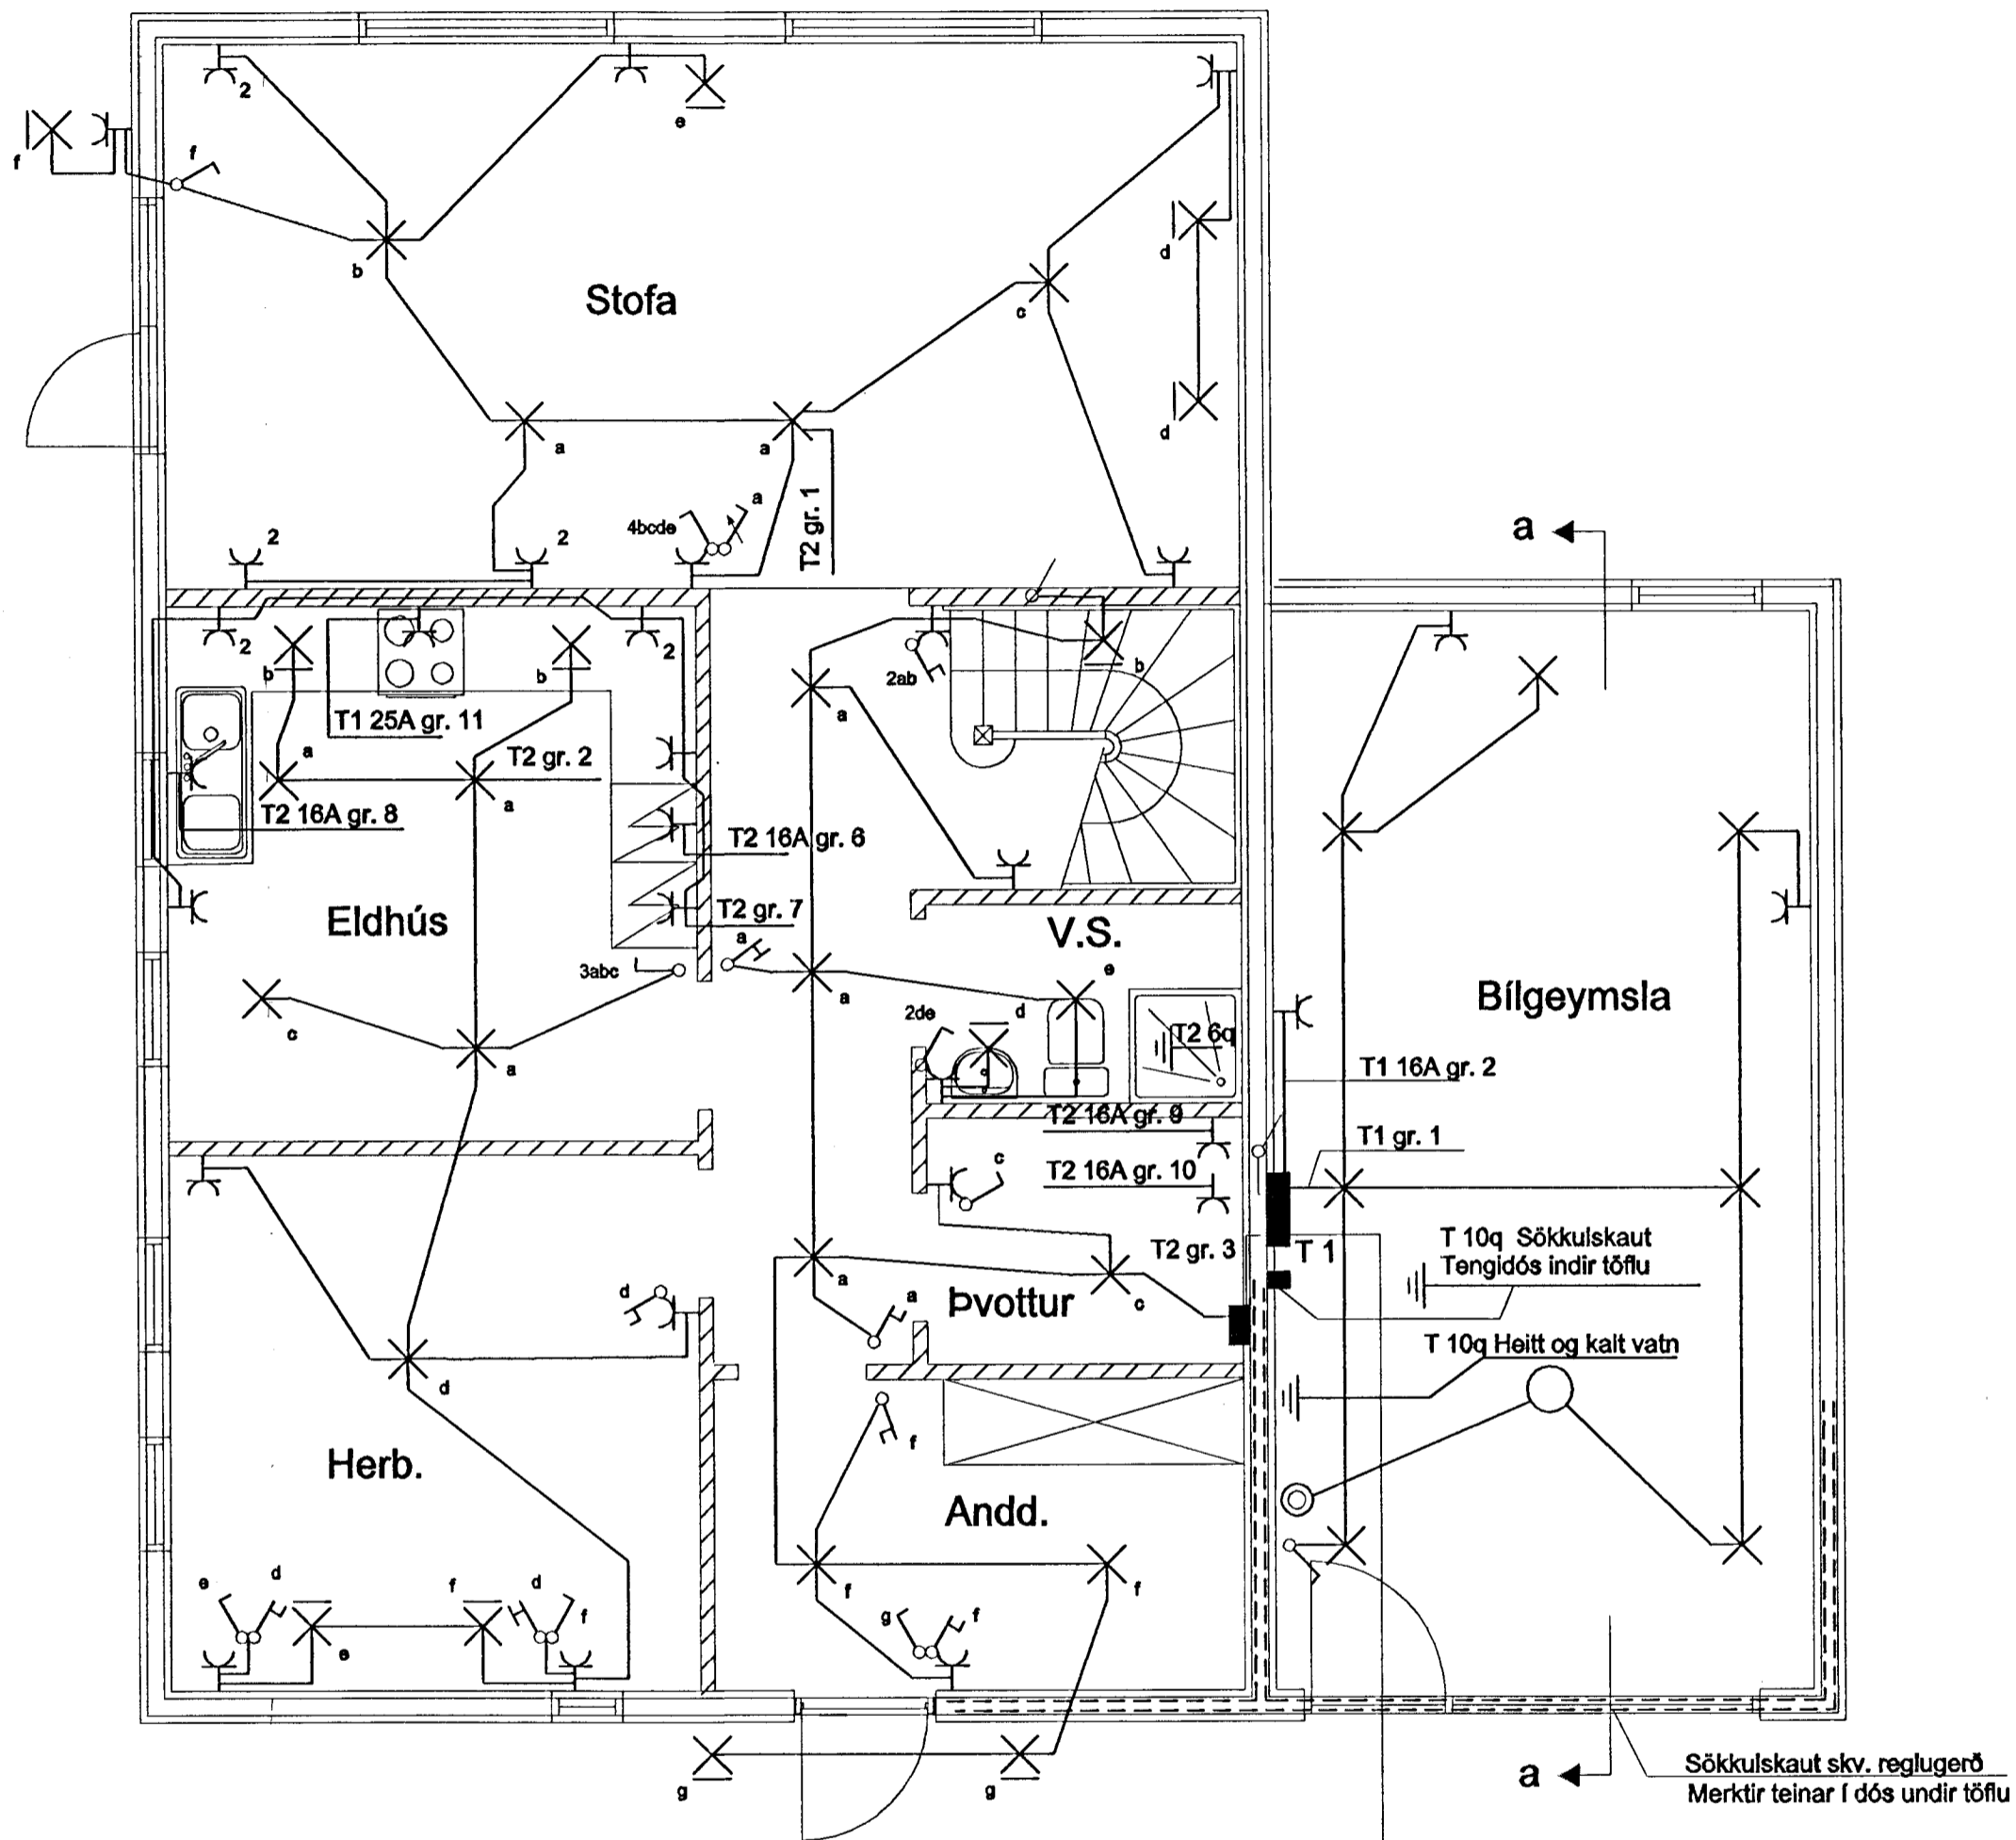 2
e
f
f
b
Stofa
c
d
d
a
a
a
4bcde
T2 gr. 1
2
2
a
2
b
b
2
2ab
b
a
T1 25A gr. 11
a
T2 gr. 2
a
T2 16A gr. 8
T2 16A gr. 6
Eldhús
T2 gr. 7
V.S.
a
3abc
a
e
Bílgeymsla
c
2de
d
T2 6q
a
T1 16A gr. 2
T2 16A gr. 9
T1 gr. 1
c
T2 16A gr. 10
T2 gr. 3
T 1
T 10q Sökkulskaut
Tengidós indir töflu
a
d
a
Þvottur
c
T 10q Heitt og kalt vatn
d
f
Herb.
Andd.
e
d
f
d
f
f
f
g
f
e
g
g
a
Sökkulskaut skv. reglugerð
Merktir teinar í dós undir töflu